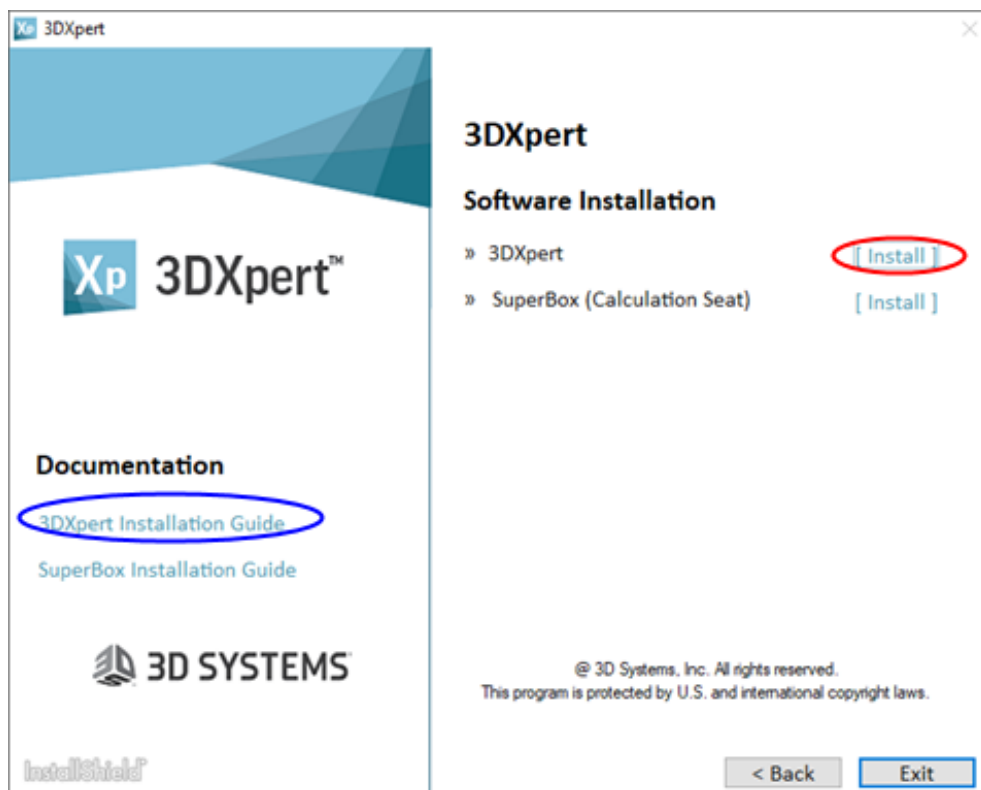 Xp 3DXpert
Xp 3DXpert™
Documentation
3DXpert Installation Guide
SuperBox Installation Guide
3D SYSTEMS
InstallShield
3DXpert
Software Installation
» 3DXpert [ Install ]
» SuperBox (Calculation Seat) [ Install ]
@ 3D Systems, Inc. All rights reserved.
This program is protected by U.S. and international copyright laws.
< Back Exit